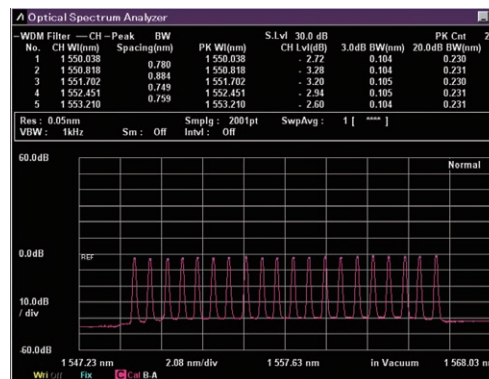 Optical Spectrum Analyzer
-WDM Filter —CH –Peak BW S.Lvl 30.0 dB PK Cnt 2
No. CH Wl(nm) Spacing(nm) PK Wl(nm) CH Lvl(dB) 3.0dB BW(nm) 20.0dB BW(nm)
1 1 550.038 1 550.038 - 2.72 0.104 0.230
0.780
2 1 550.818 1 550.818 - 3.28 0.104 0.231
0.884
3 1 551.702 1 551.702 - 3.20 0.105 0.230
0.749
4 1 552.451 1 552.451 - 2.94 0.104 0.231
0.759
5 1 553.210 1 553.210 - 2.60 0.104 0.231
Res : 0.05nm Smplg : 2001pt SwpAvg : 1 [ **** ]
VBW : 1kHz Sm : Off Intvl : Off
60.0dB
Normal
0.0dB REF
10.0dB
/ div
-60.0dB
1 547.23 nm 2.08 nm/div 1 557.63 nm in Vacuum 1 568.03 nm
Wri Off Fix C Cal B-A